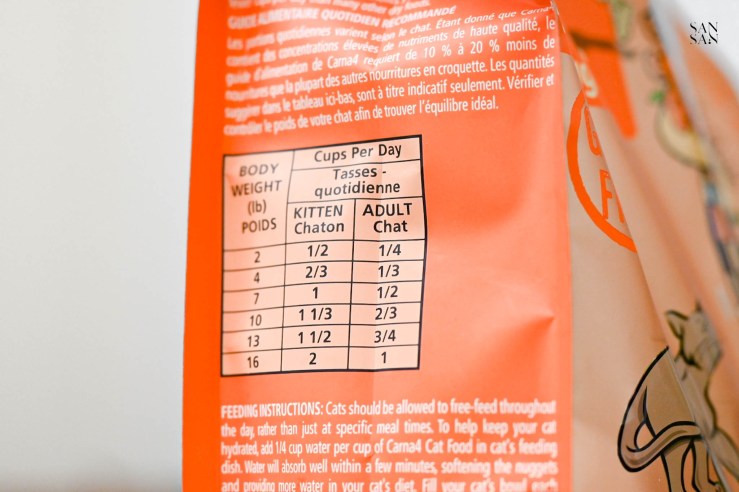 many other dry foods.
GUIDE ALIMENTAIRE QUOTIDIEN RECOMMANDÉ
Les portions quotidiennes varient selon le chat. Étant donné que Carna4
contient des concentrations élevées de nutriments de haute qualité, le
guide d'alimentation de Carna4 requiert de 10 % à 20 % moins de
nourritures que la plupart des autres nourritures en croquette. Les quantités
suggérer dans le tableau ici-bas, sont à titre indicatif seulement. Vérifier et
contrôler le poids de votre chat afin de trouver l'équilibre idéal.
BODY WEIGHT (lb) POIDS
Cups Per Day
Tasses - quotidienne
KITTEN Chaton ADULT Chat
2 1/2 1/4
4 2/3 1/3
7 1 1/2
10 1 1/3 2/3
13 1 1/2 3/4
16 2 1
FEEDING INSTRUCTIONS: Cats should be allowed to free-feed throughout
the day, rather than just at specific meal times. To help keep your cat
hydrated, add 1/4 cup water per cup of Carna4 Cat Food in cat's feeding
dish. Water will absorb well within a few minutes, softening the nuggets
and providing more water in your cat's diet. Fill your cat's bowl each
SAN
SAN